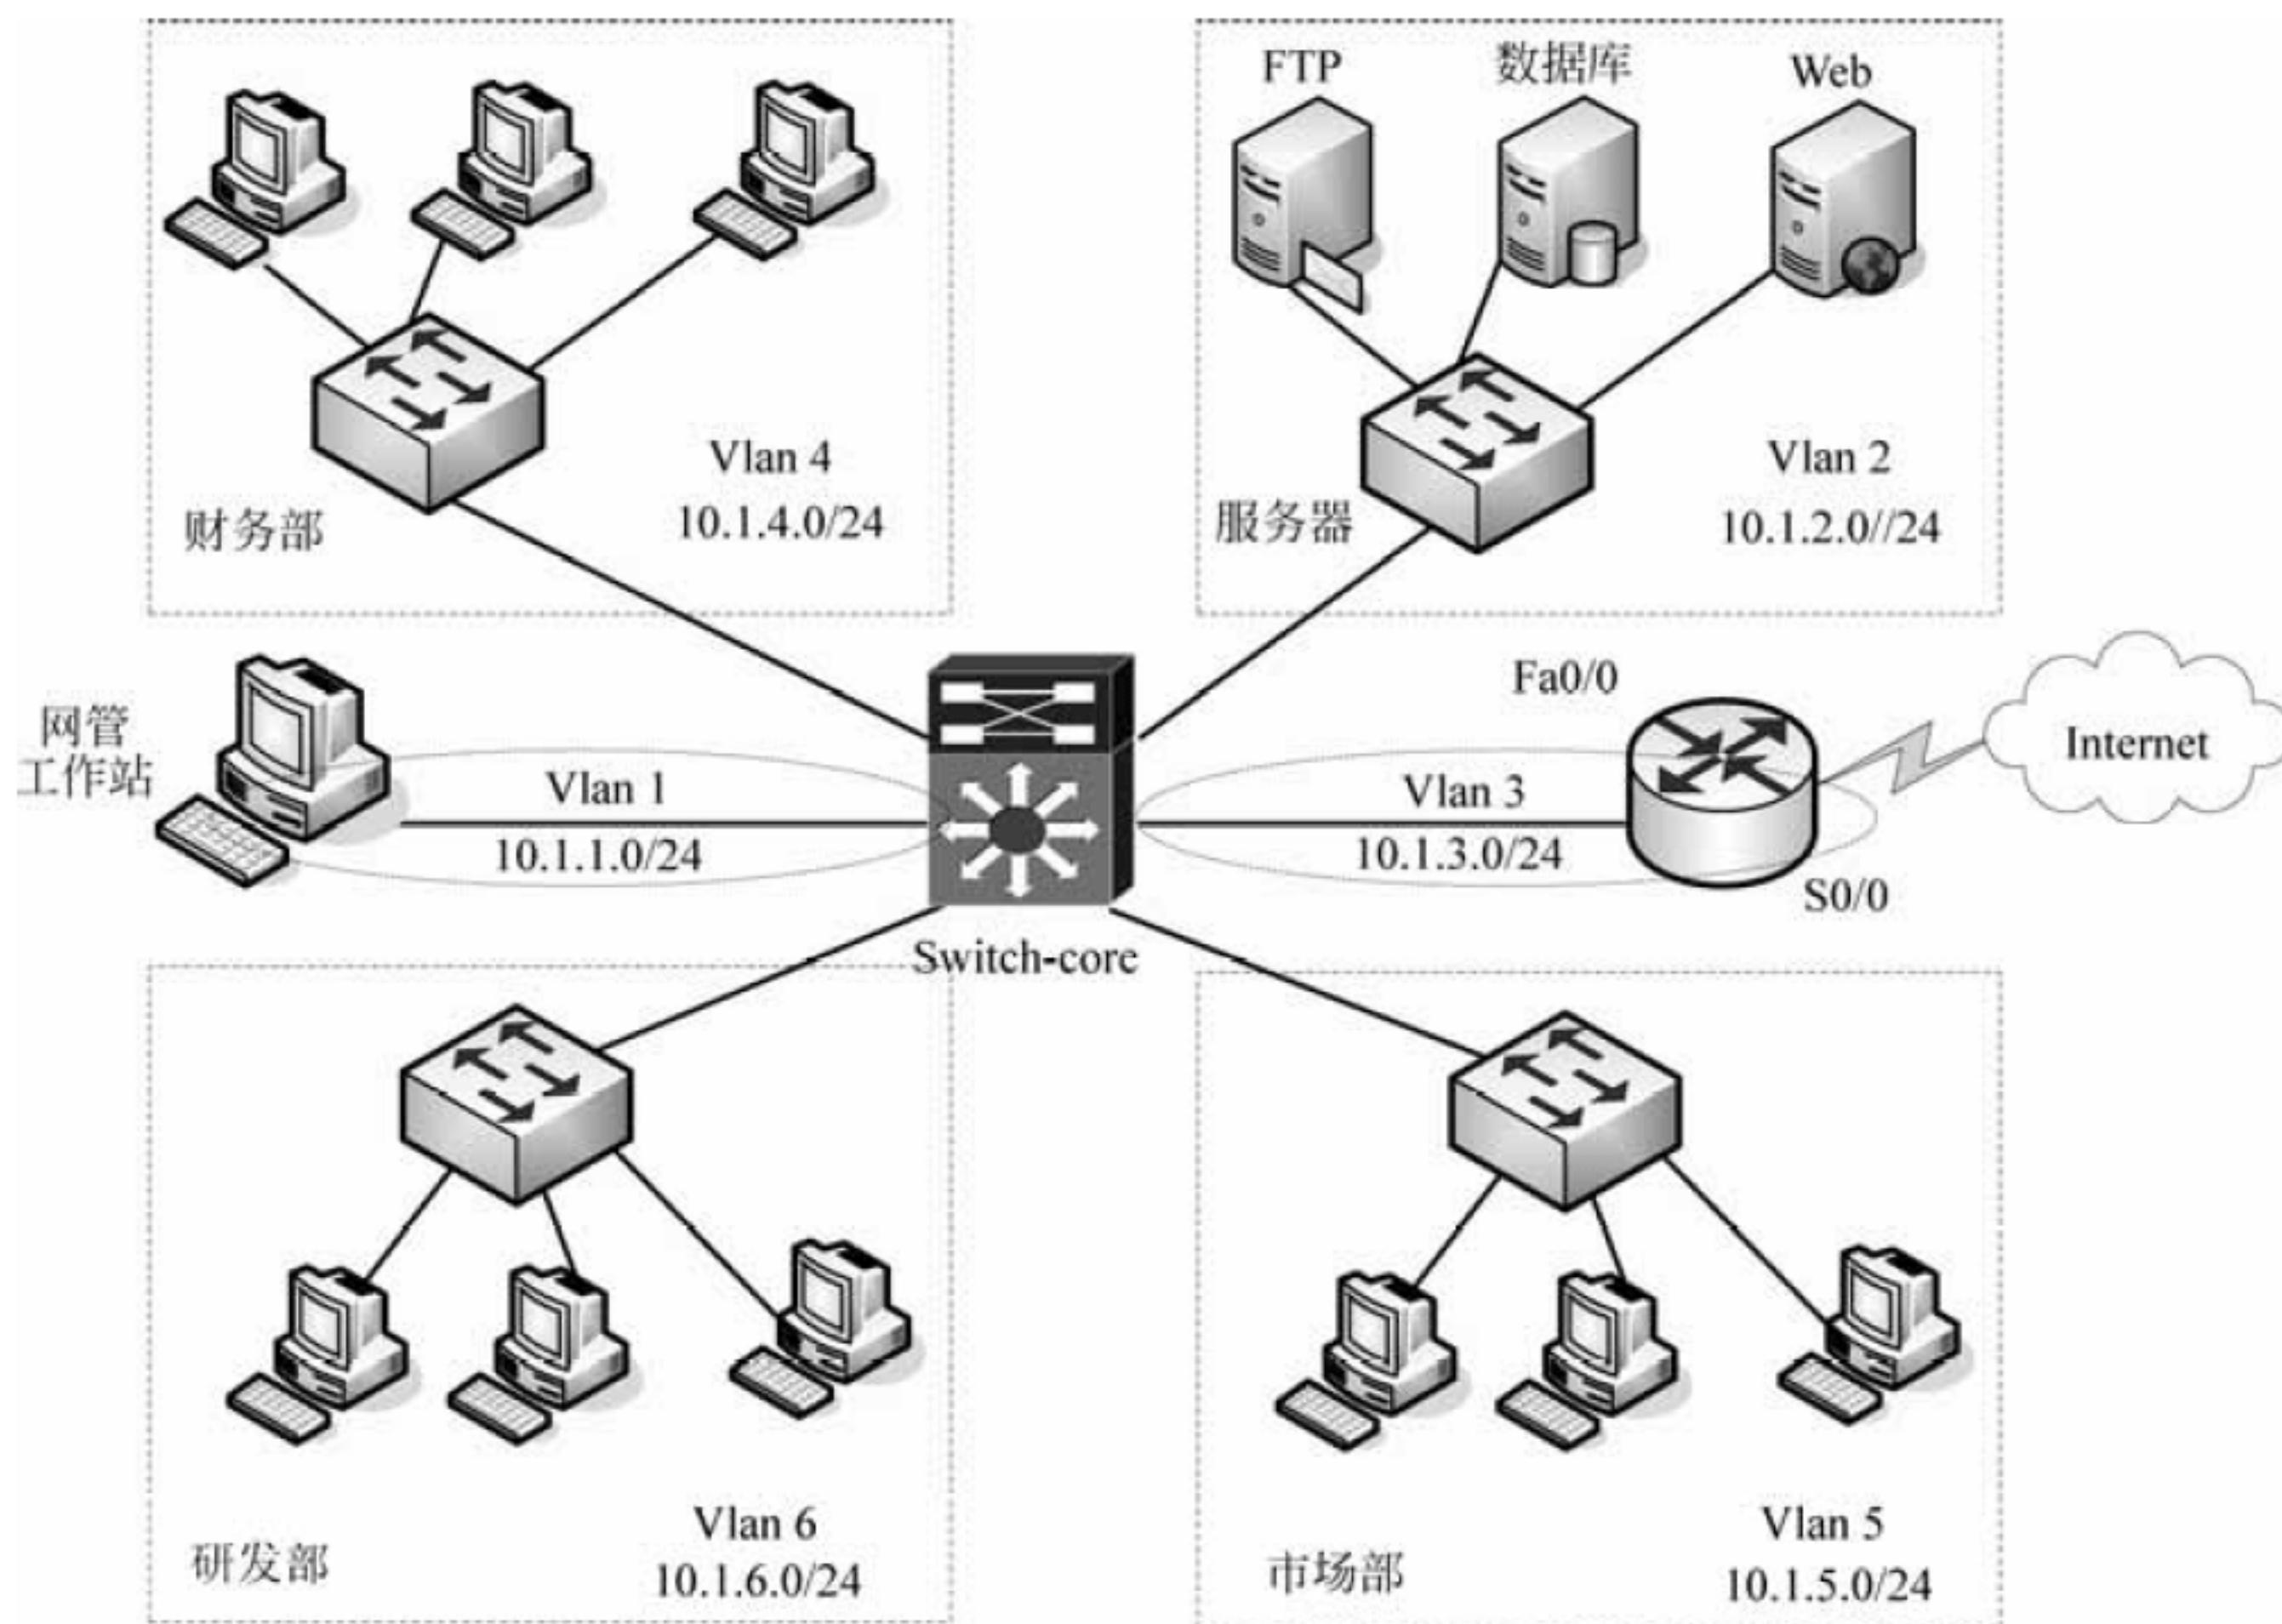 FTP
数据库
Web
Vlan 4
10.1.4.0/24
财务部
Vlan 2
10.1.2.0//24
服务器
网管
工作站
Vlan 1
10.1.1.0/24
Switch-core
Fa0/0
Vlan 3
10.1.3.0/24
S0/0
Internet
Vlan 6
10.1.6.0/24
研发部
Vlan 5
10.1.5.0/24
市场部